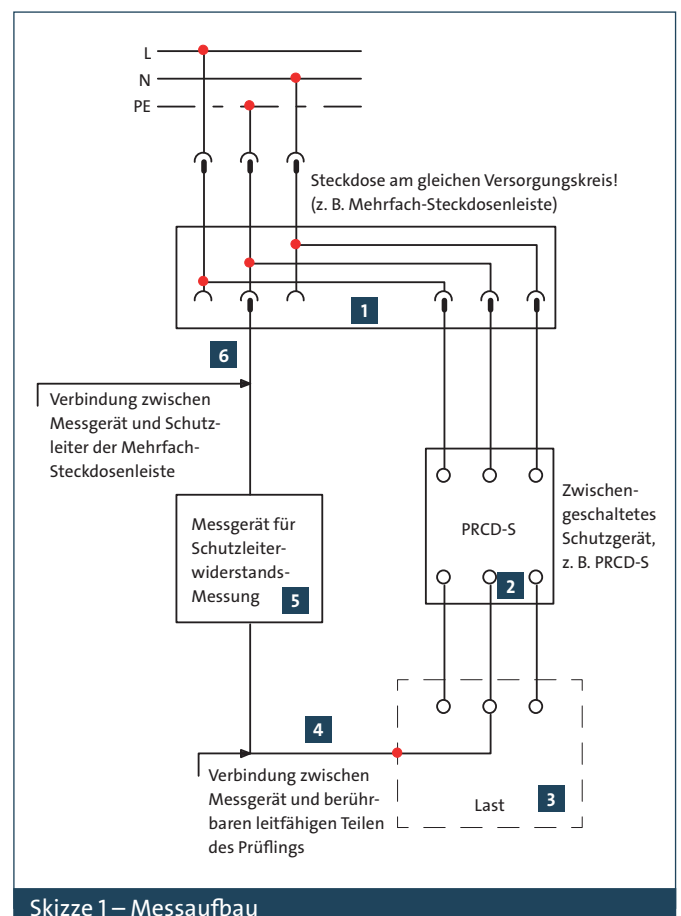 L
N
PE
Steckdose am gleichen Versorgungskreis!
(z. B. Mehrfach-Steckdosenleiste)
1
6
Verbindung zwischen
Messgerät und Schutz-
leiter der Mehrfach-
Steckdosenleiste
Messgerät für
Schutzleiter-
widerstands-
Messung
5
PRCD-S
2
Zwischen-
geschaltetes
Schutzgerät,
z. B. PRCD-S
4
Verbindung zwischen
Messgerät und berühr-
baren leitfähigen Teilen
des Prüflings
Last
3
Skizze 1 – Messaufbau